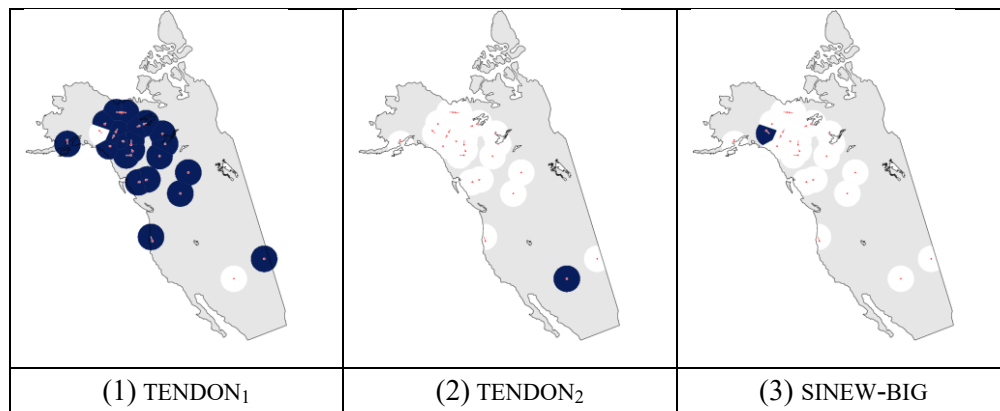 (1) TENDON₁
(2) TENDON₂
(3) SINEW-BIG